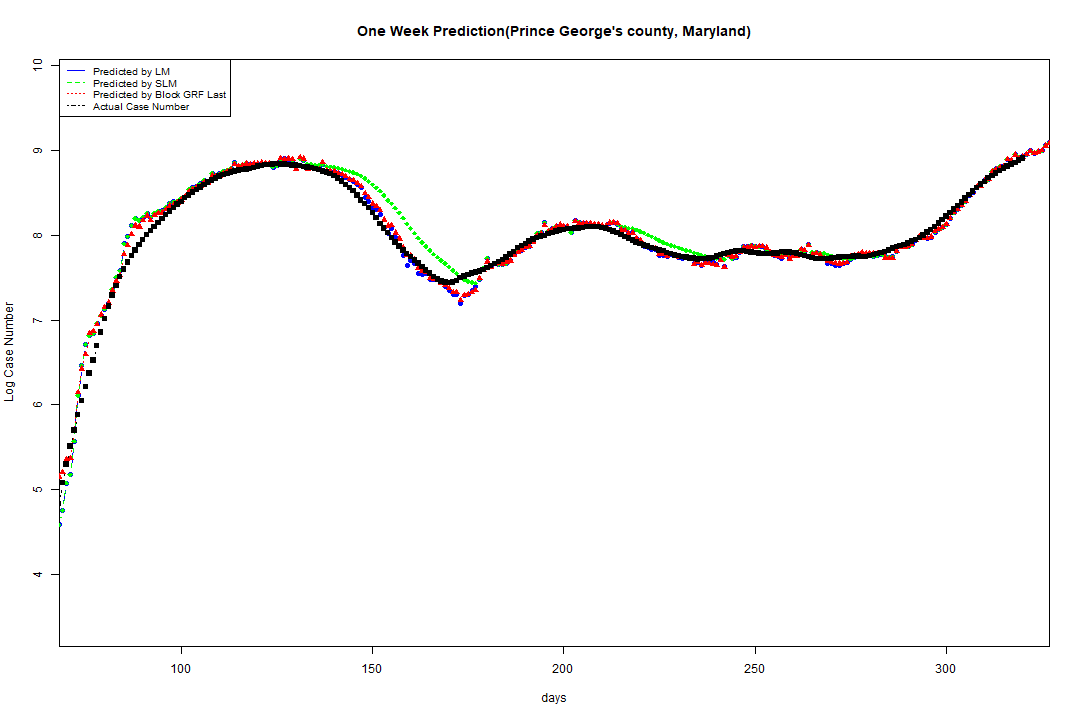 One Week Prediction(Prince George's county, Maryland)
Predicted by LM
Predicted by SLM
Predicted by Block GRF Last
Actual Case Number
10
9
8
7
6
5
4
Log Case Number
100 150 200 250 300
days